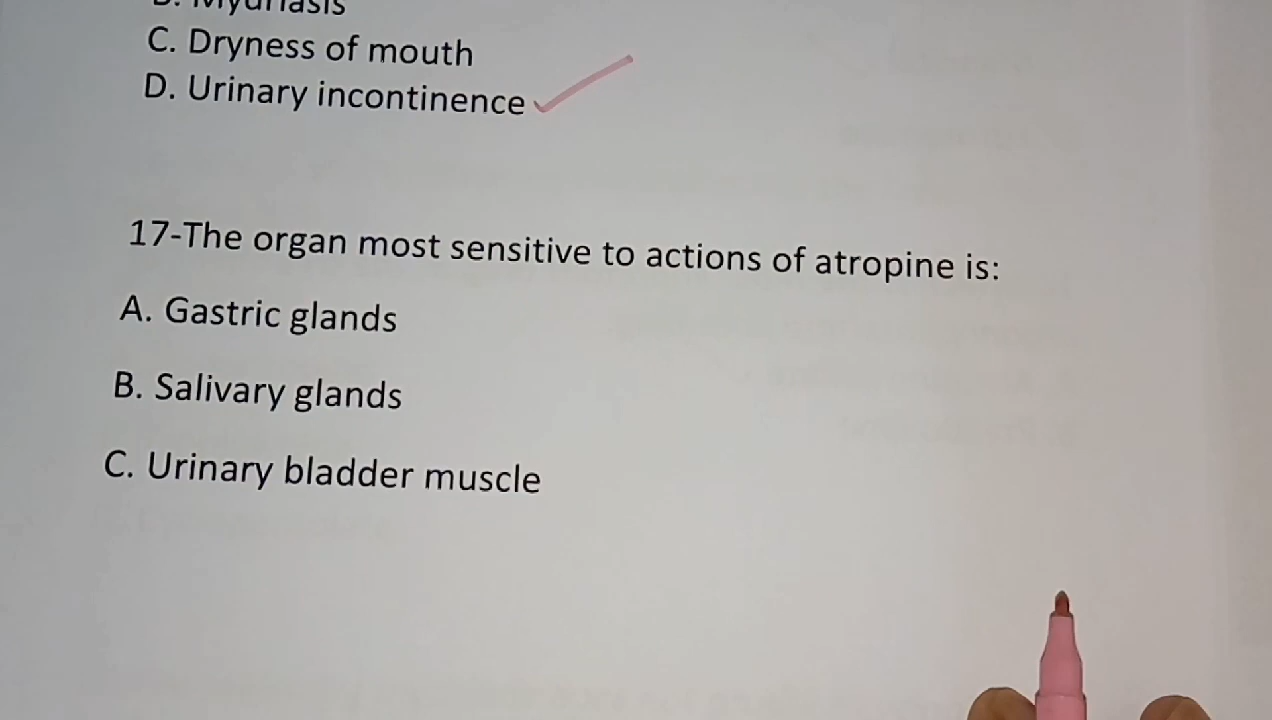 C. Dryness of mouth
D. Urinary incontinence
17-The organ most sensitive to actions of atropine is:
A. Gastric glands
B. Salivary glands
C. Urinary bladder muscle